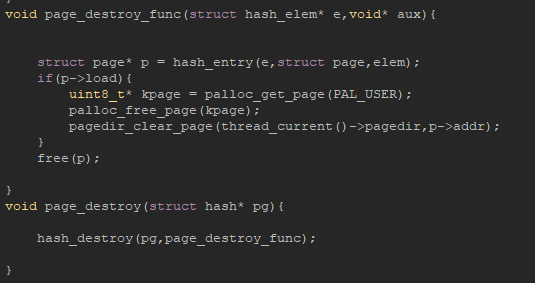 void page_destroy_func(struct hash_elem* e,void* aux){
struct page* p = hash_entry(e,struct page,elem);
if(p->load){
uint8_t* kpage = palloc_get_page(PAL_USER);
palloc_free_page(kpage);
pagedir_clear_page(thread_current()->pagedir,p->addr);
}
free(p);
}
void page_destroy(struct hash* pg){
hash_destroy(pg,page_destroy_func);
}